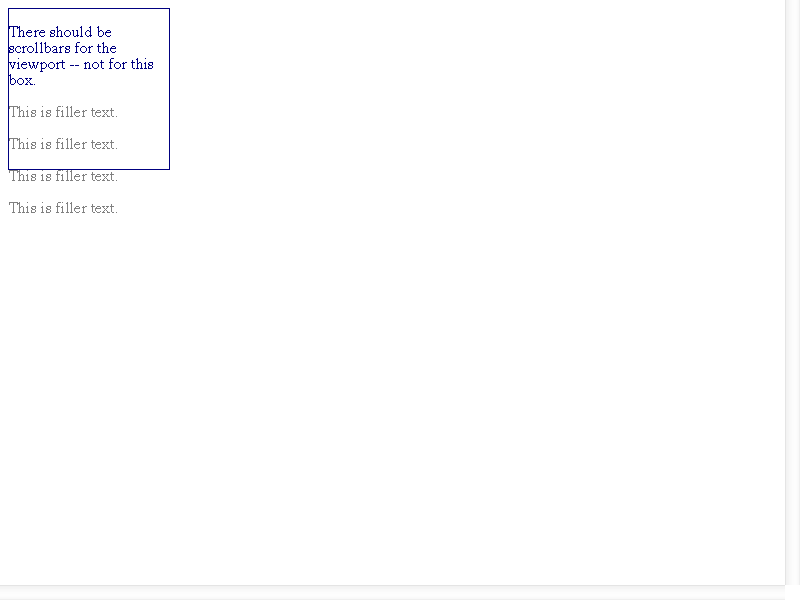 There should be
scrollbars for the
viewport -- not for this
box.
This is filler text.
This is filler text.
This is filler text.
This is filler text.